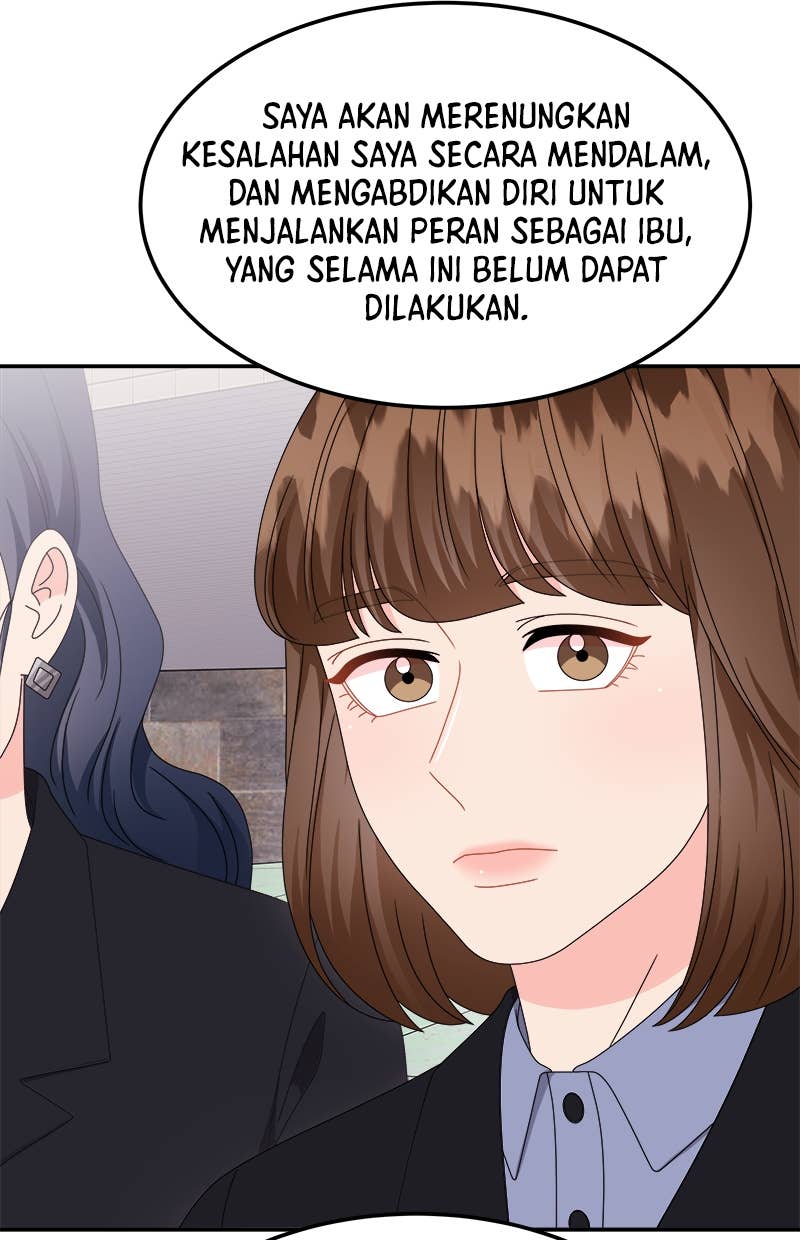 SAYA AKAN MERENUNGKAN
KESALAHAN SAYA SECARA MENDALAM,
DAN MENGABDIKAN DIRI UNTUK
MENJALANKAN PERAN SEBAGAI IBU,
YANG SELAMA INI BELUM DAPAT
DILAKUKAN.